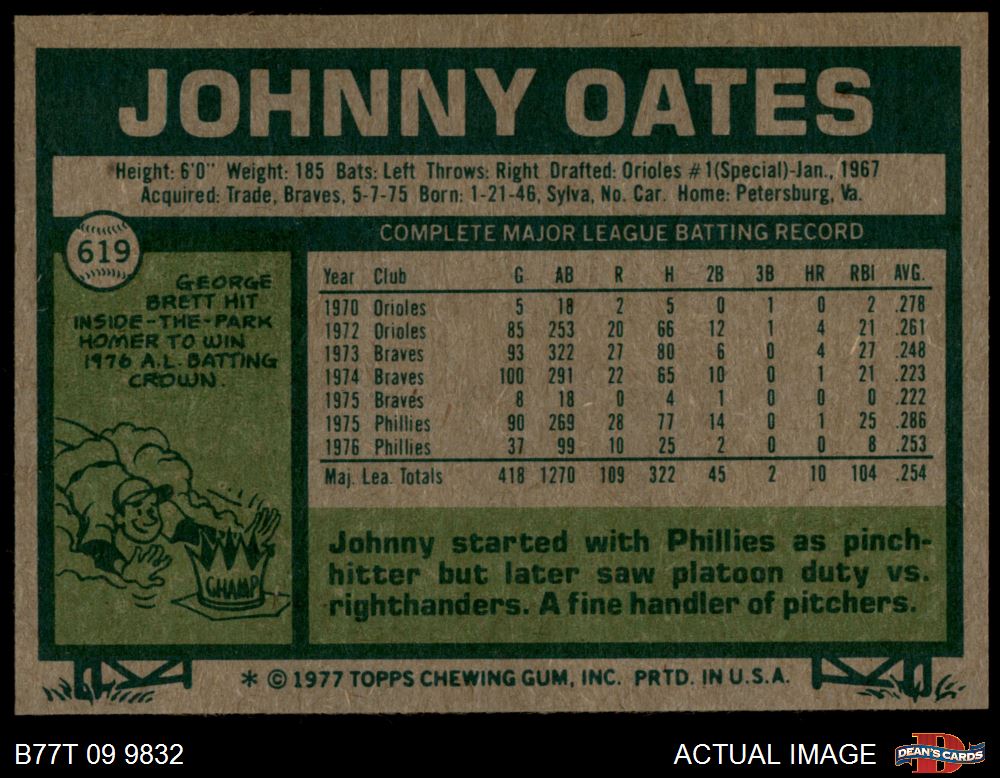 JOHNNY OATES
Height: 6'0" Weight: 185 Bats: Left Throws: Right Drafted: Orioles #1(Special)-Jan., 1967
Acquired: Trade, Braves, 5-7-75 Born: 1-21-46, Sylva, No. Car. Home: Petersburg, Va.
619
GEORGE
BRETT HIT
INSIDE-THE-PARK
HOMER TO WIN
1976 A.L. BATTING
CROWN.
CHAMP
COMPLETE MAJOR LEAGUE BATTING RECORD
Year Club G AB R H 2B 3B HR RBI AVG.
1970 Orioles 5 18 2 5 0 1 0 2 .278
1972 Orioles 85 253 20 66 12 1 4 21 .261
1973 Braves 93 322 27 80 6 0 4 27 .248
1974 Braves 100 291 22 65 10 0 1 21 .223
1975 Braves 8 18 0 4 1 0 0 0 .222
1975 Phillies 90 269 28 77 14 0 1 25 .286
1976 Phillies 37 99 10 25 2 0 0 8 .253
Maj. Lea. Totals 418 1270 109 322 45 2 10 104 .254
Johnny started with Phillies as pinch-
hitter but later saw platoon duty vs.
righthanders. A fine handler of pitchers.
* © 1977 TOPPS CHEWING GUM, INC. PRTD. IN U.S.A.
B77T 09 9832
ACTUAL IMAGE
DEAN'S CARDS